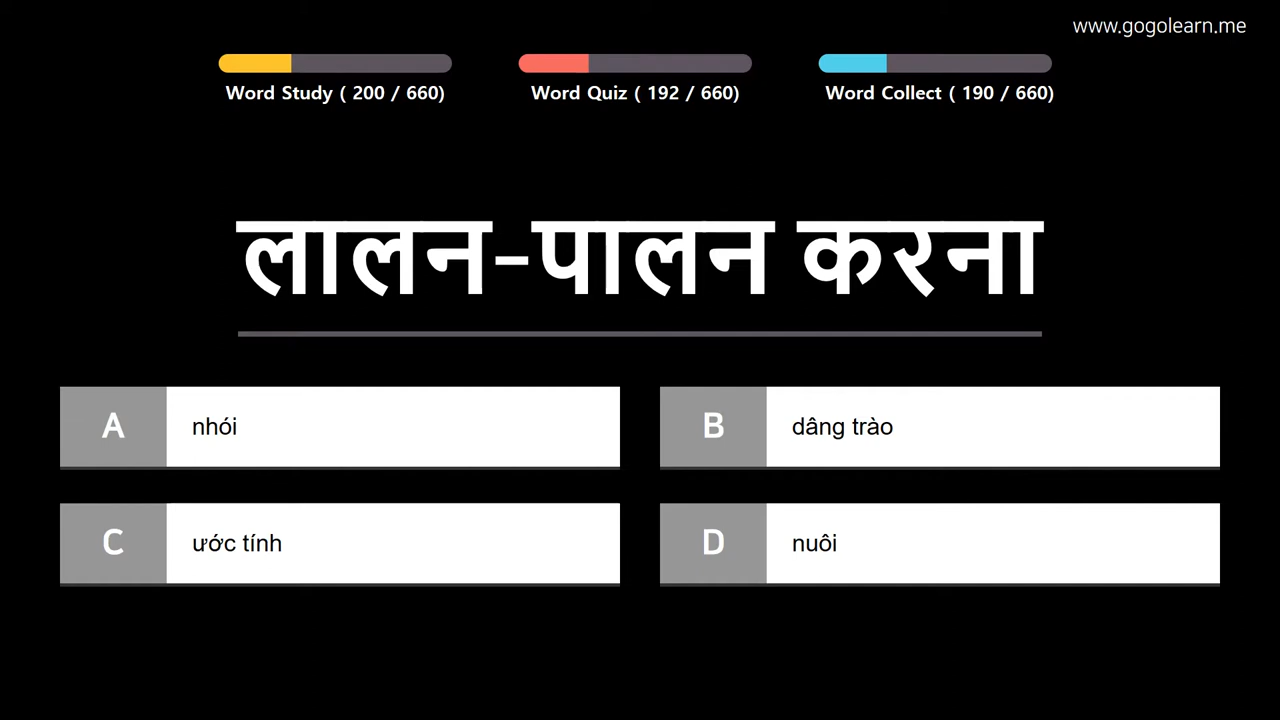 www.gogolearn.me
Word Study ( 200 / 660)
Word Quiz ( 192 / 660)
Word Collect ( 190 / 660)
लालन-पालन करना
A nhói
B dâng trào
C ước tính
D nuôi